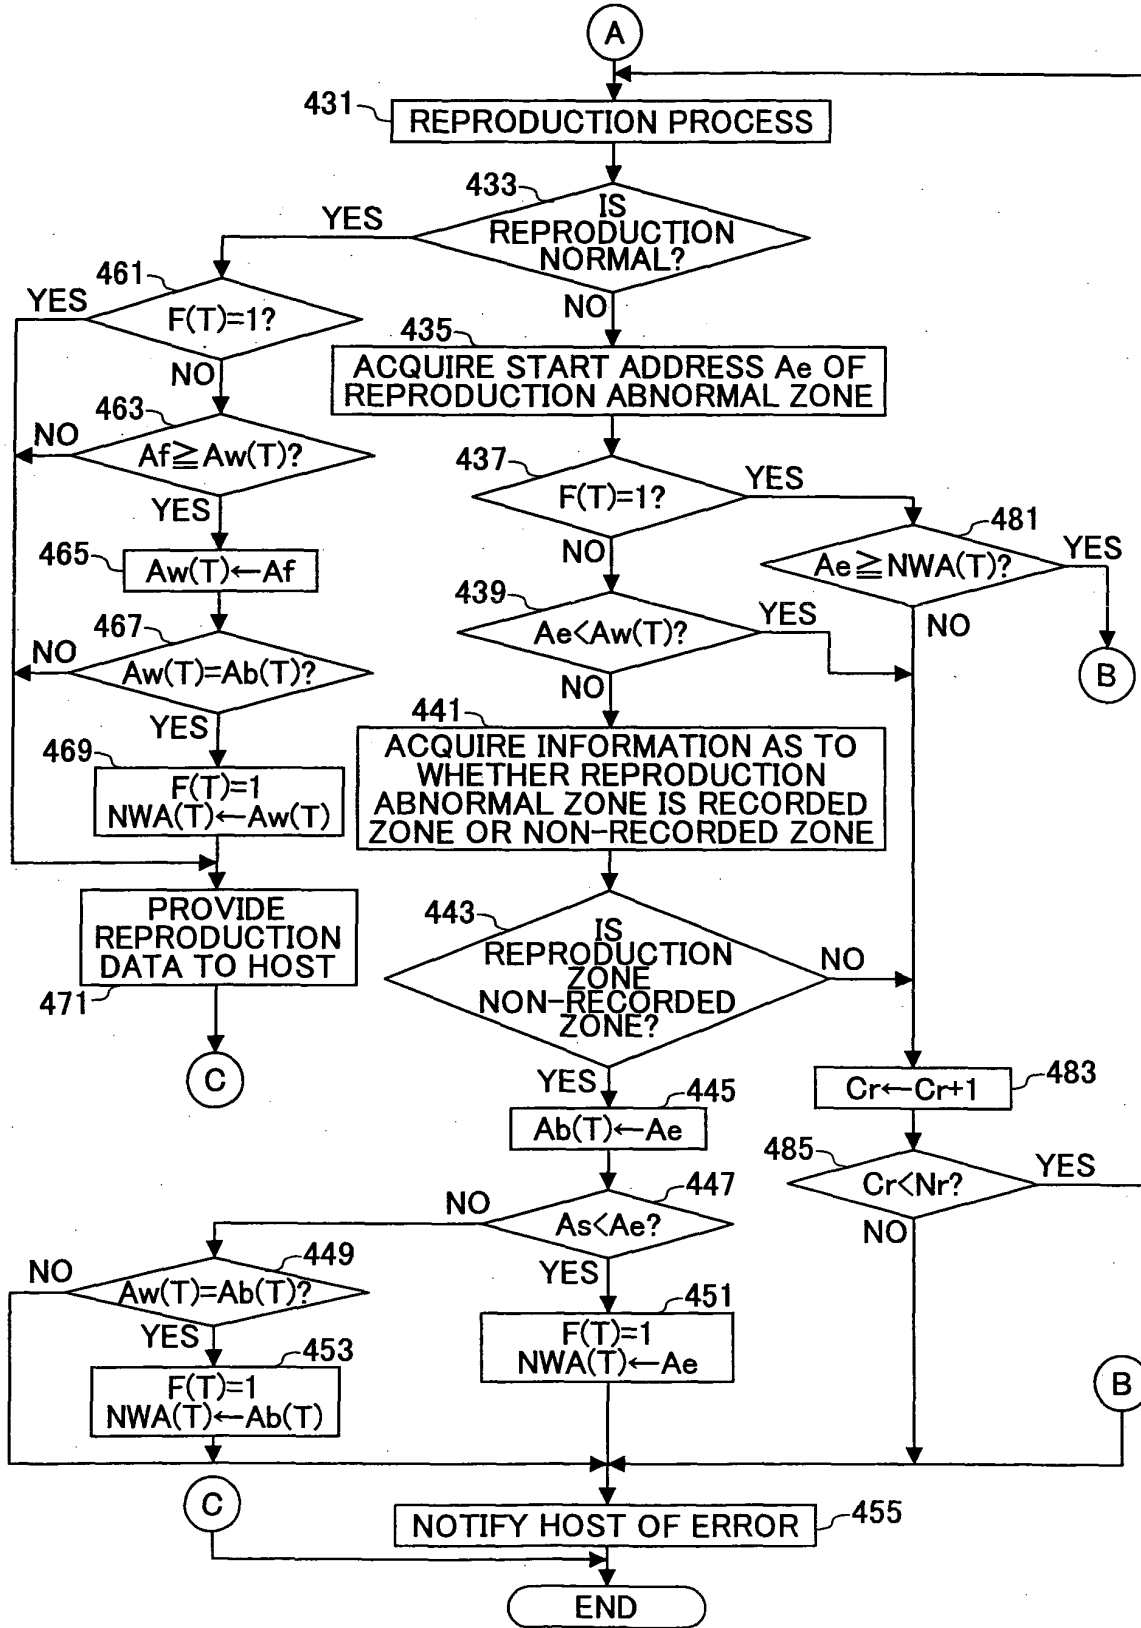 A
431
REPRODUCTION PROCESS
433
IS
REPRODUCTION
NORMAL?
YES
NO
461
F(T)=1?
YES
NO
435
ACQUIRE START ADDRESS Ae OF
REPRODUCTION ABNORMAL ZONE
463
Af≧Aw(T)?
NO
YES
437
F(T)=1?
YES
NO
481
Ae≧NWA(T)?
YES
NO
B
465
Aw(T)←Af
439
Ae<Aw(T)?
YES
NO
467
Aw(T)=Ab(T)?
NO
YES
441
ACQUIRE INFORMATION AS TO
WHETHER REPRODUCTION
ABNORMAL ZONE IS RECORDED
ZONE OR NON-RECORDED ZONE
469
F(T)=1
NWA(T)←Aw(T)
PROVIDE
REPRODUCTION
DATA TO HOST
471
C
443
IS
REPRODUCTION
ZONE
NON-RECORDED
ZONE?
NO
YES
445
Ab(T)←Ae
483
Cr←Cr+1
485
Cr<Nr?
YES
NO
447
As<Ae?
NO
YES
449
Aw(T)=Ab(T)?
NO
YES
451
F(T)=1
NWA(T)←Ae
453
F(T)=1
NWA(T)←Ab(T)
B
C
NOTIFY HOST OF ERROR
455
END